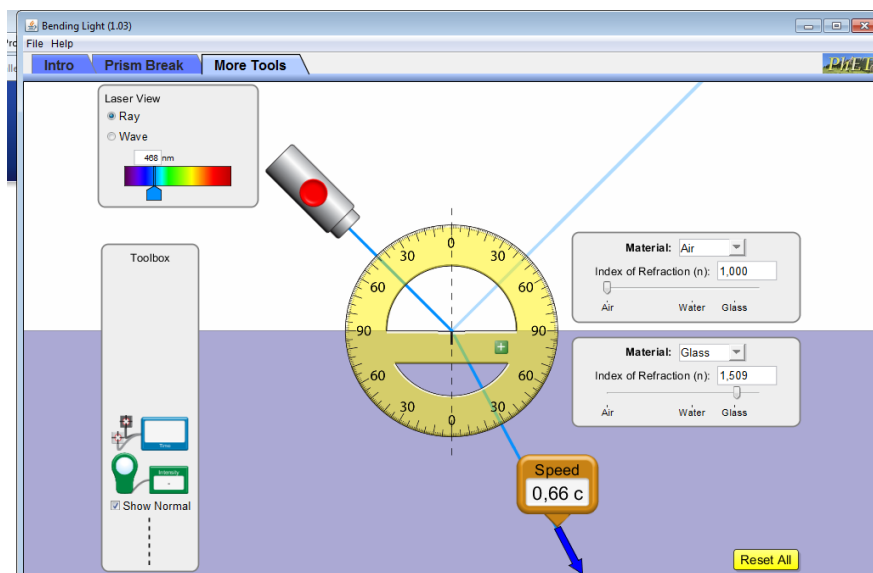 Bending Light (1.03)
File Help
Intro Prism Break More Tools
PhET
Laser View
Ray
Wave
468 nm
Toolbox
Time
Intensity
-
Show Normal
0
30 30
60 60
90 90
60 60
30 30
0
Material: Air
Index of Refraction (n): 1,000
Air Water Glass
Material: Glass
Index of Refraction (n): 1,509
Air Water Glass
Speed
0,66 c
Reset All